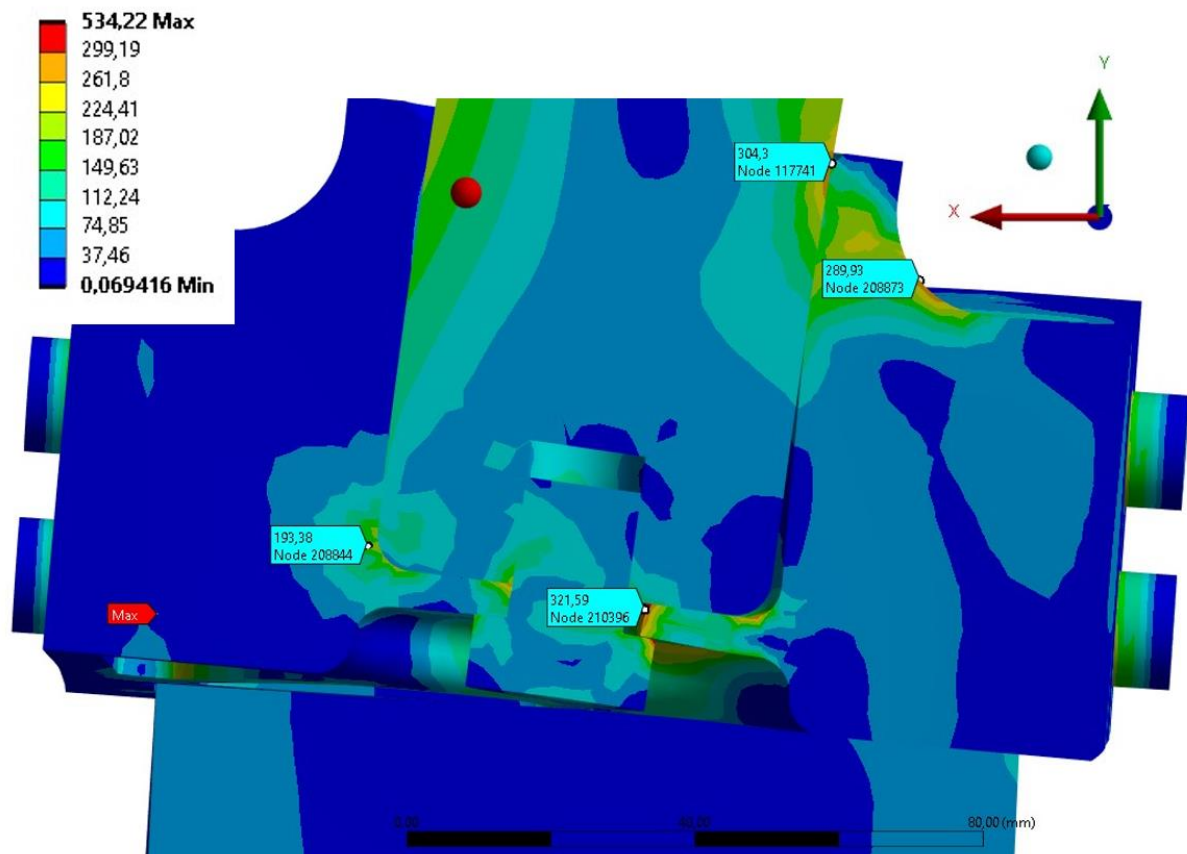 534,22 Max
299,19
261,8
224,41
187,02
149,63
112,24
74,85
37,46
0,069416 Min
Y
X
304,3
Node 117741
289,93
Node 208873
193,38
Node 208844
321,59
Node 210396
Max
0,00
40,00
80,00 (mm)